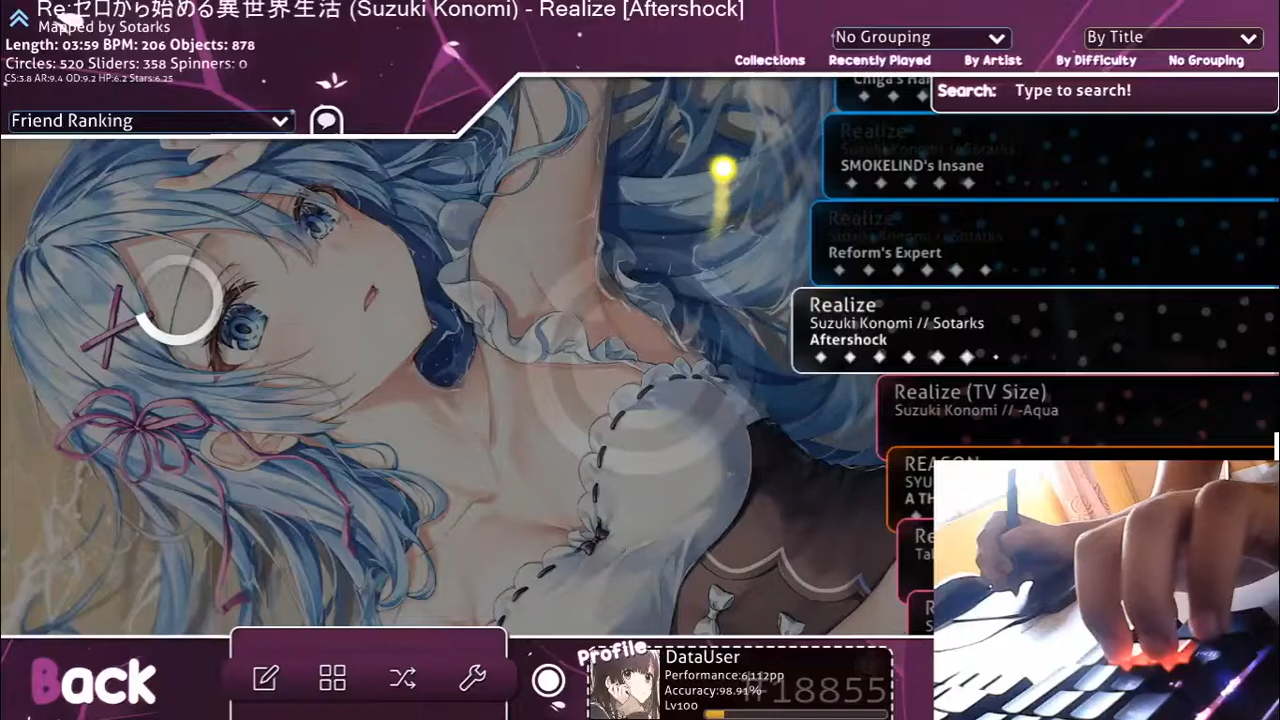 Re:ゼロから始める異世界生活 (Suzuki Konomi) - Realize [Aftershock]
Mapped by Sotarks
Length: 03:59 BPM: 206 Objects: 878
Circles: 520 Sliders: 358 Spinners: 0
CS:3.8 AR:9.4 OD:9.2 HP:6.2 Stars:6.25
No Grouping
By Title
Collections
Recently Played
By Artist
By Difficulty
No Grouping
Friend Ranking
Search: Type to search!
Realize
Suzuki Konomi // Sotarks
SMOKELIND's Insane
Realize
Suzuki Konomi // Sotarks
Reform's Expert
Realize
Suzuki Konomi // Sotarks
Aftershock
Realize (TV Size)
Suzuki Konomi // -Aqua
REASON
Back
Profile
DataUser
Performance:6,112pp
Accuracy:98.91%
Lv100
#18855